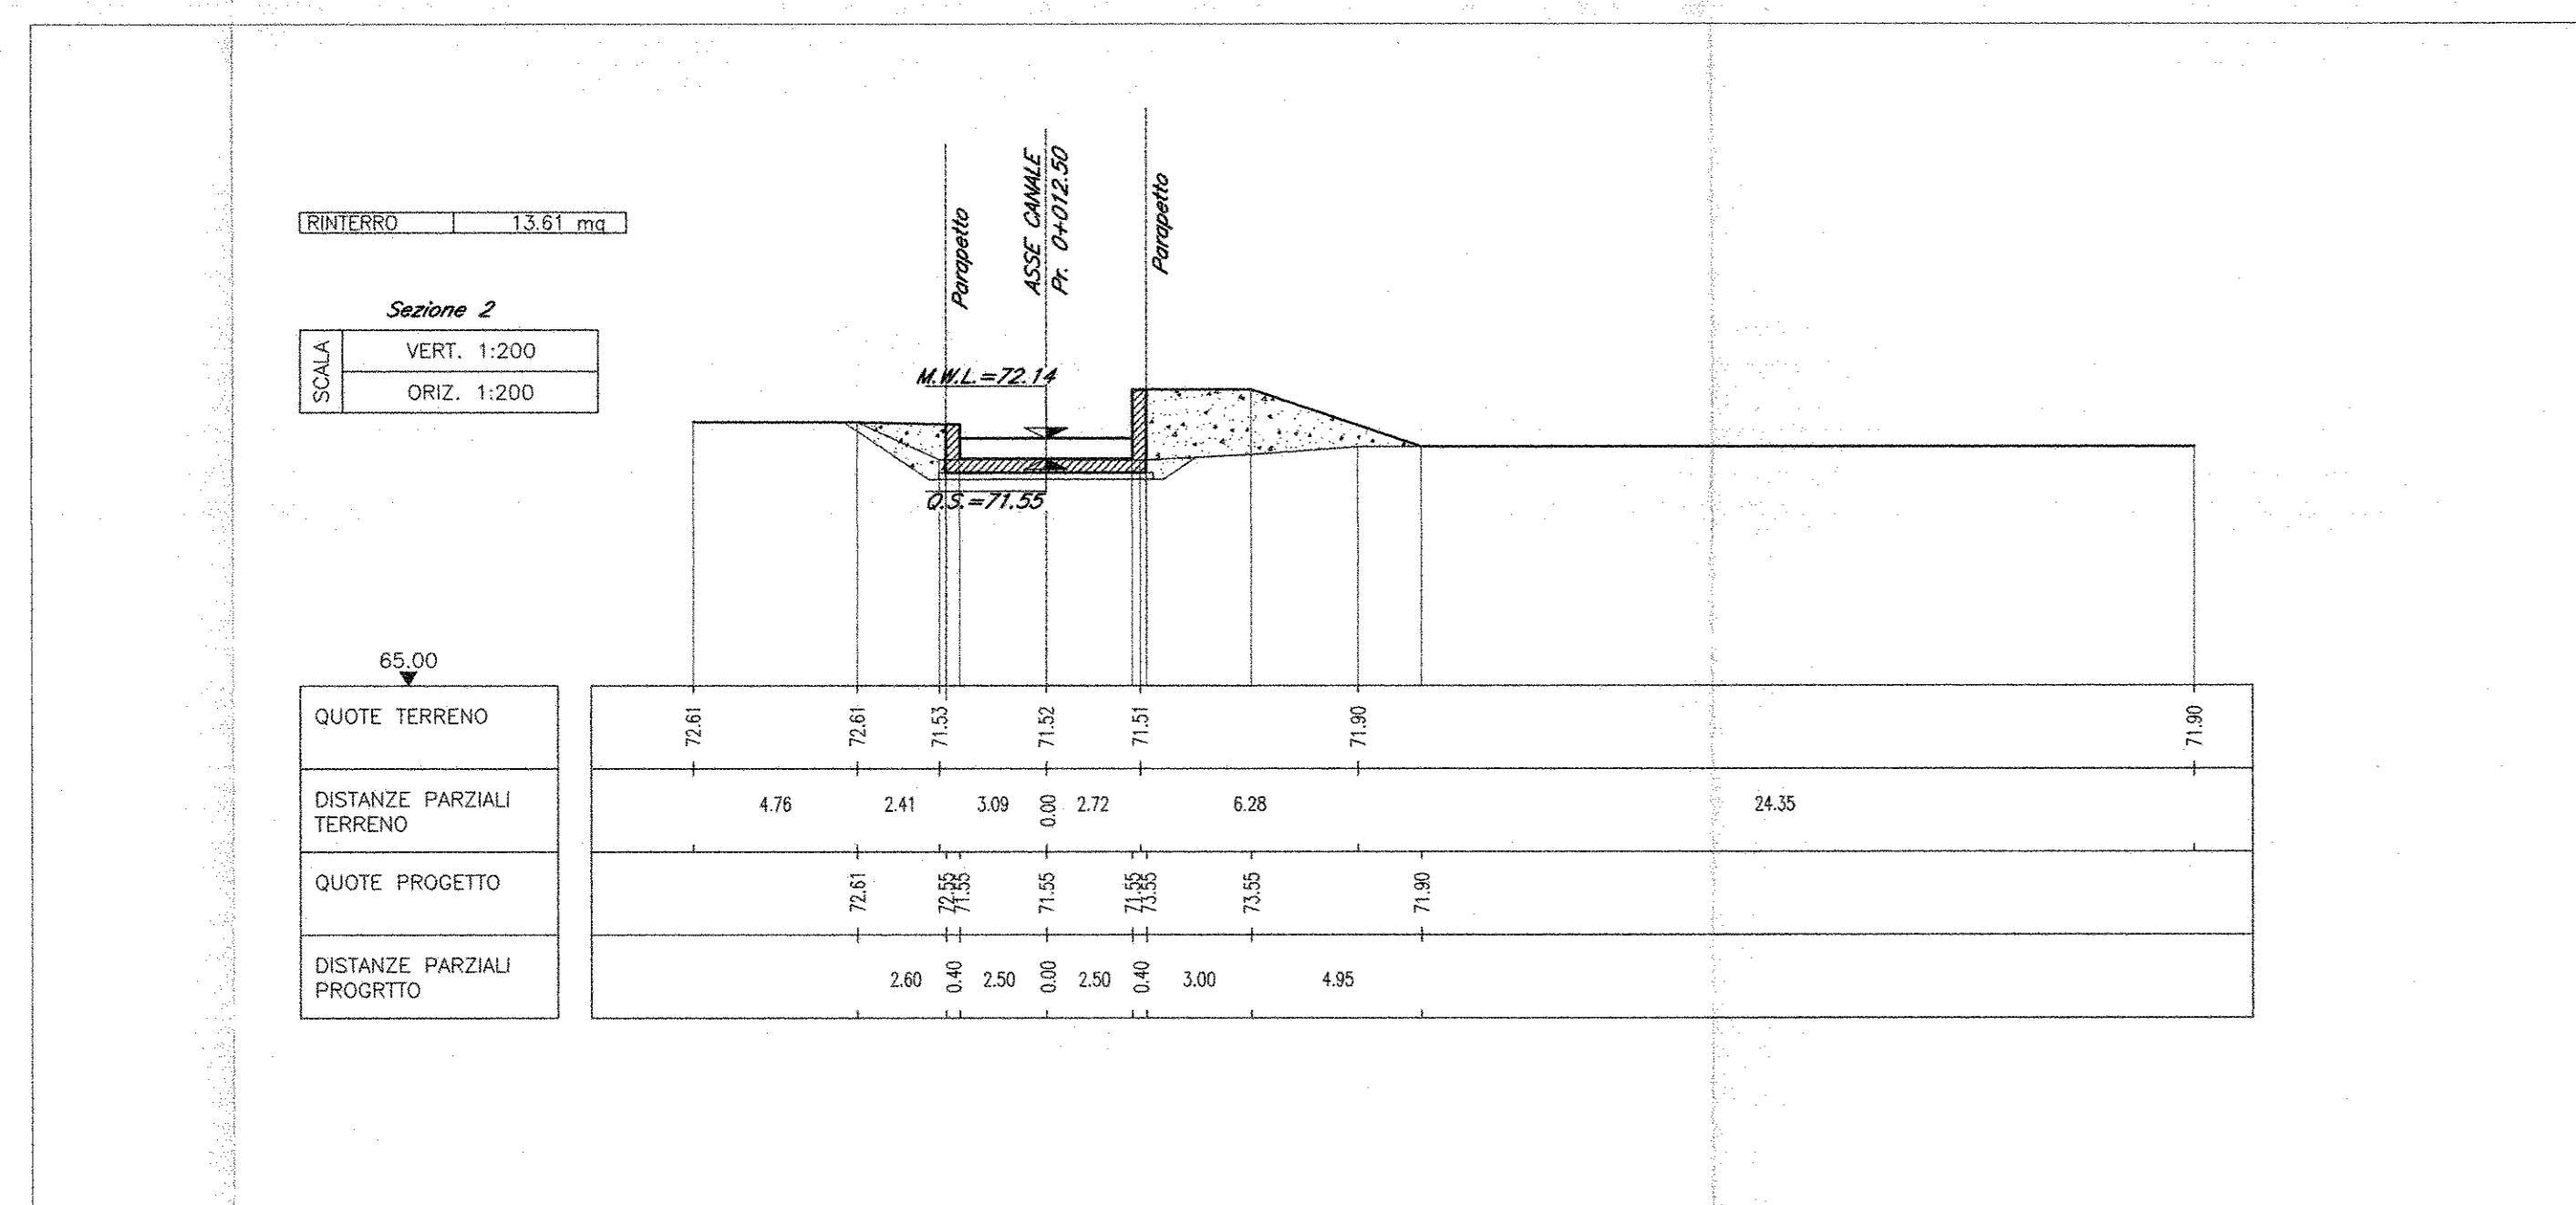 Parapetto
ASSE CANALE
Pr. 0+012.50
Parapetto
RINTERRO 13.61 mq
Sezione 2
SCALA
VERT. 1:200
ORIZ. 1:200
M.W.L.=72.14
Q.S.=71.55
65.00
QUOTE TERRENO 72.61 72.61 71.53 71.52 71.51 71.90 71.90
DISTANZE PARZIALI
TERRENO
4.76 2.41 3.09 0.00 2.72 6.28 24.35
QUOTE PROGETTO 72.61 72.55 71.55 71.55 71.55 73.55 73.55 71.90
DISTANZE PARZIALI
PROGRTTO
2.60 0.40 2.50 0.00 2.50 0.40 3.00 4.95